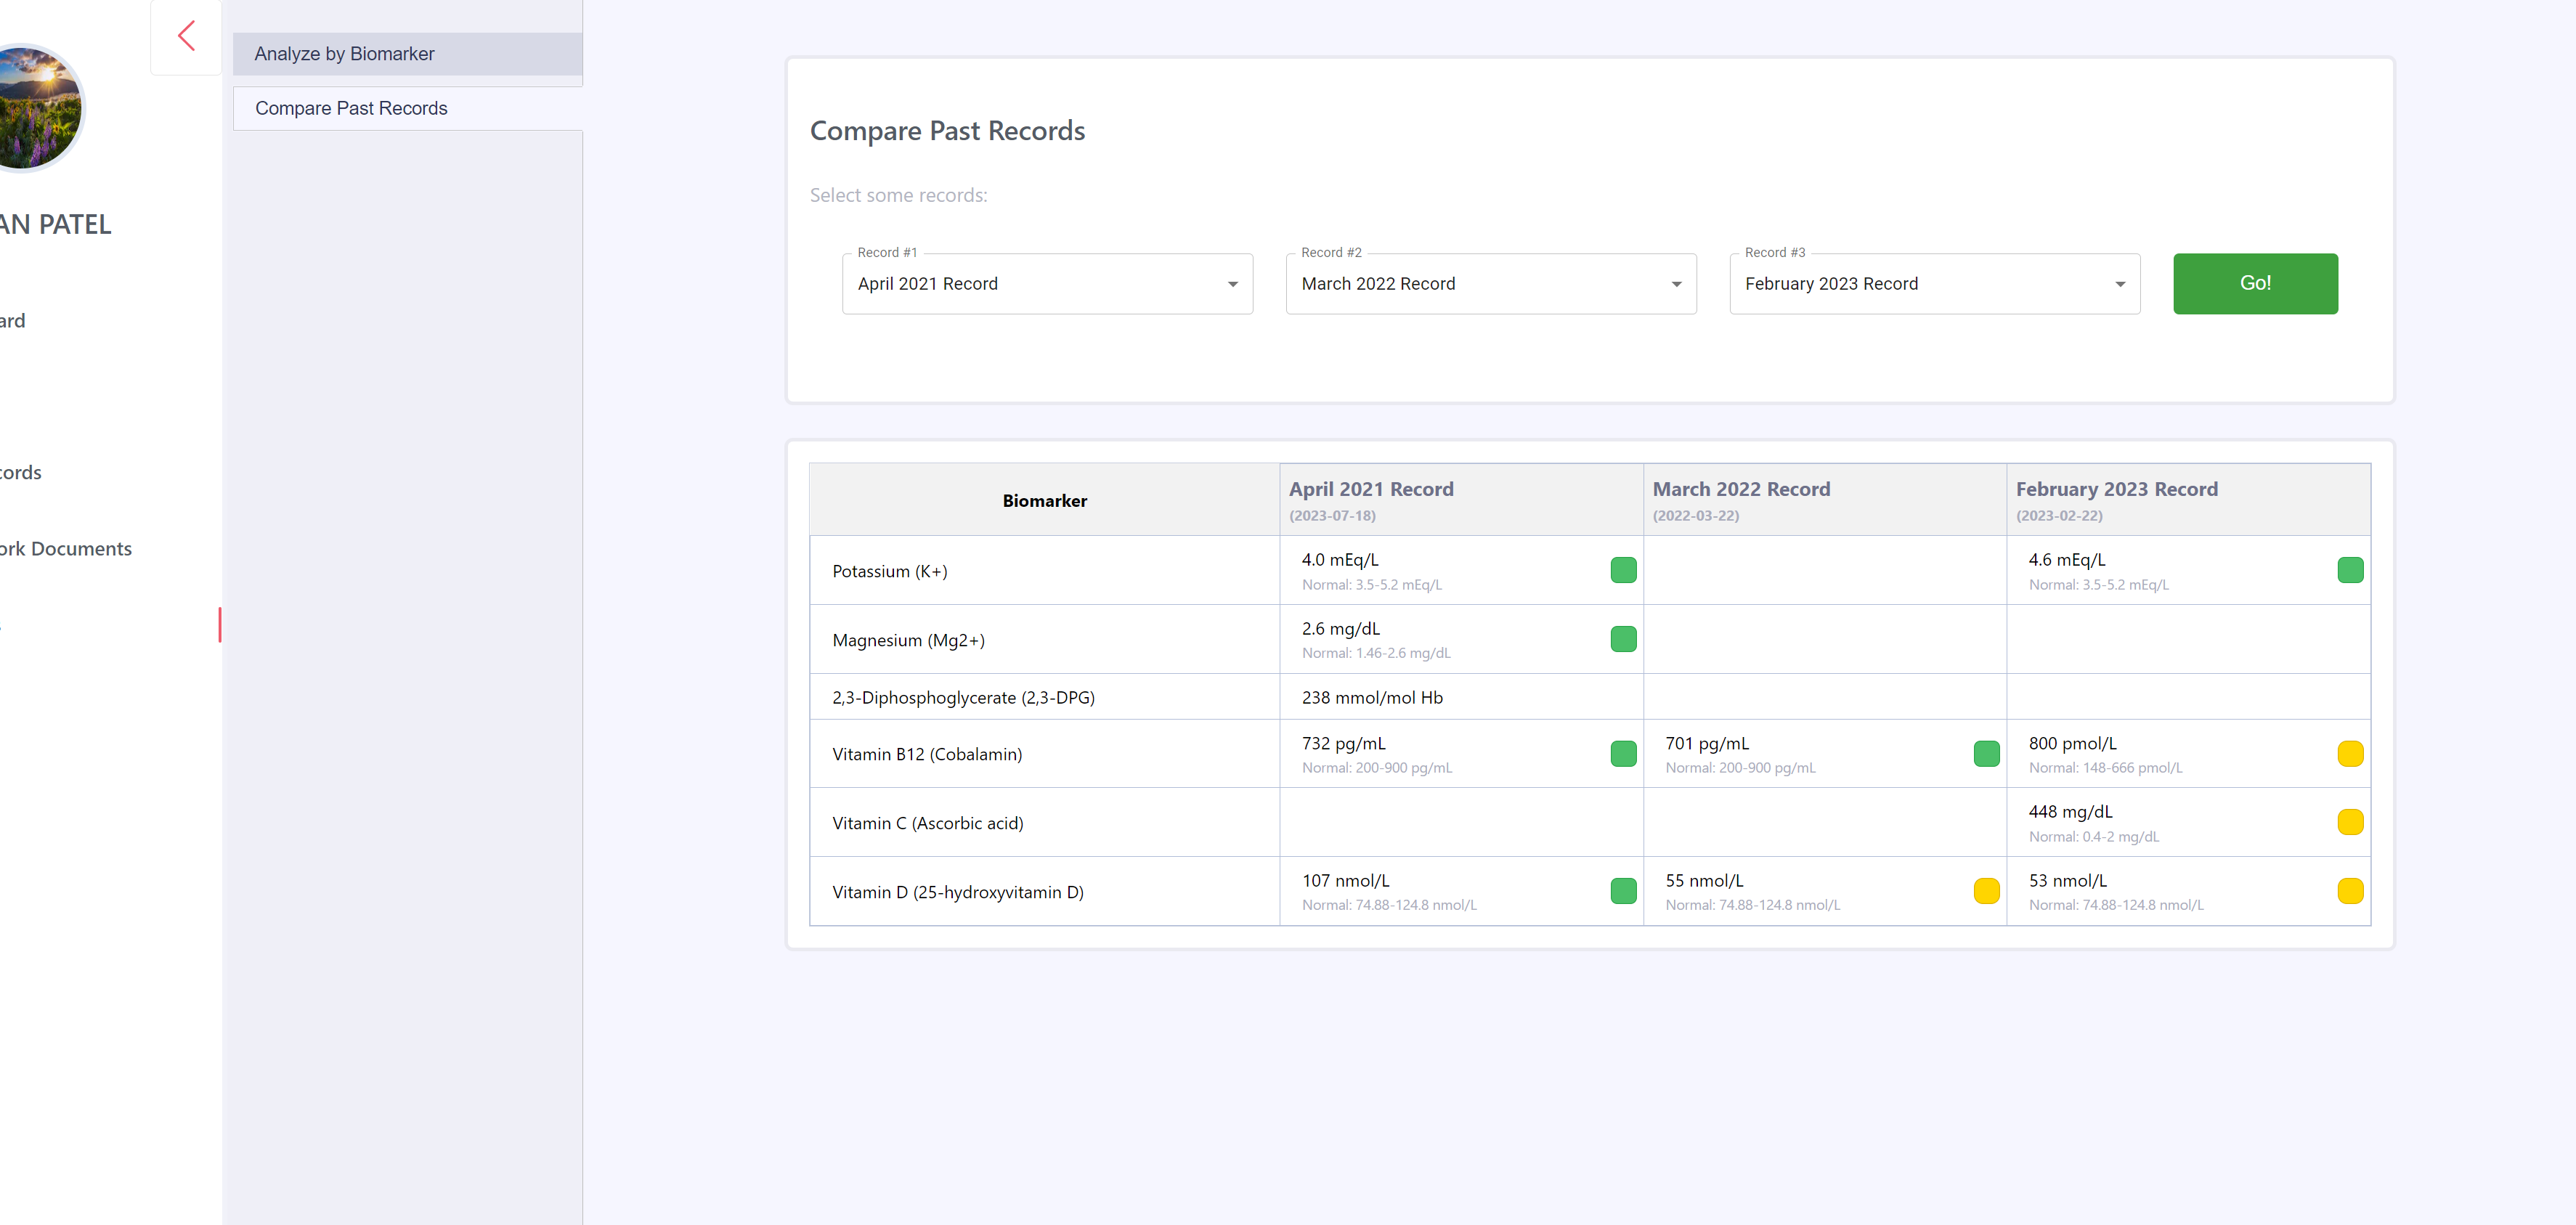 AN PATEL
ard
cords
ork Documents
Analyze by Biomarker
Compare Past Records
Compare Past Records
Select some records:
Record #1
April 2021 Record
Record #2
March 2022 Record
Record #3
February 2023 Record
Go!
Biomarker
April 2021 Record
(2023-07-18)
March 2022 Record
(2022-03-22)
February 2023 Record
(2023-02-22)
Potassium (K+)
4.0 mEq/L
Normal: 3.5-5.2 mEq/L
4.6 mEq/L
Normal: 3.5-5.2 mEq/L
Magnesium (Mg2+)
2.6 mg/dL
Normal: 1.46-2.6 mg/dL
2,3-Diphosphoglycerate (2,3-DPG)
238 mmol/mol Hb
Vitamin B12 (Cobalamin)
732 pg/mL
Normal: 200-900 pg/mL
701 pg/mL
Normal: 200-900 pg/mL
800 pmol/L
Normal: 148-666 pmol/L
Vitamin C (Ascorbic acid)
448 mg/dL
Normal: 0.4-2 mg/dL
Vitamin D (25-hydroxyvitamin D)
107 nmol/L
Normal: 74.88-124.8 nmol/L
55 nmol/L
Normal: 74.88-124.8 nmol/L
53 nmol/L
Normal: 74.88-124.8 nmol/L